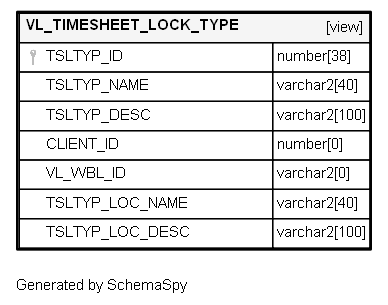 VL_TIMESHEET_LOCK_TYPE [view]
TSLTYP_ID number[38]
TSLTYP_NAME varchar2[40]
TSLTYP_DESC varchar2[100]
CLIENT_ID number[0]
VL_WBL_ID varchar2[0]
TSLTYP_LOC_NAME varchar2[40]
TSLTYP_LOC_DESC varchar2[100]
Generated by SchemaSpy